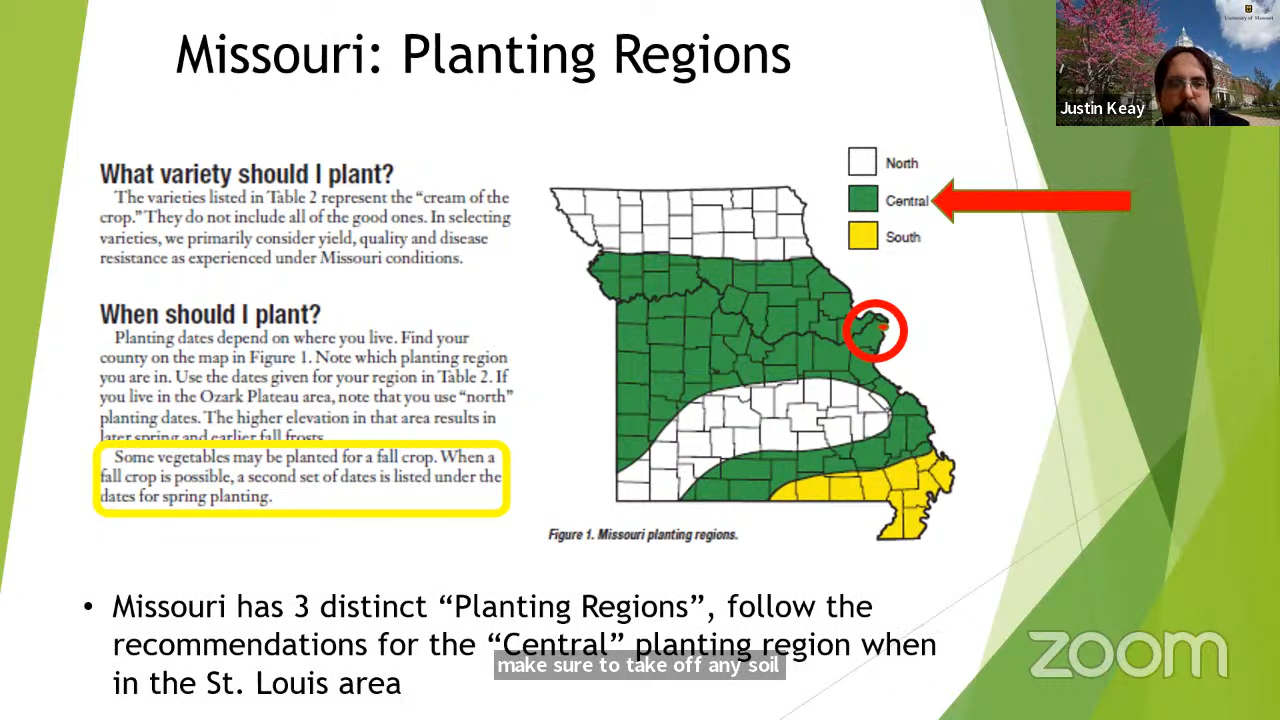 Missouri: Planting Regions
University of Missouri
Justin Keay
What variety should I plant?
The varieties listed in Table 2 represent the “cream of the
crop.” They do not include all of the good ones. In selecting
varieties, we primarily consider yield, quality and disease
resistance as experienced under Missouri conditions.
When should I plant?
Planting dates depend on where you live. Find your
county on the map in Figure 1. Note which planting region
you are in. Use the dates given for your region in Table 2. If
you live in the Ozark Plateau area, note that you use “north”
planting dates. The higher elevation in that area results in
later spring and earlier fall frosts.
Some vegetables may be planted for a fall crop. When a
fall crop is possible, a second set of dates is listed under the
dates for spring planting.
North
Central
South
Figure 1. Missouri planting regions.
• Missouri has 3 distinct “Planting Regions”, follow the
recommendations for the “Central” planting region when
in the St. Louis area
make sure to take off any soil
zoom